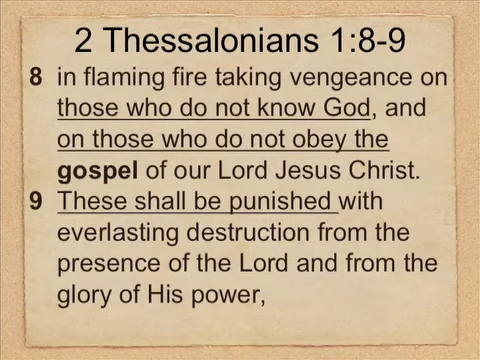 2 Thessalonians 1:8-9
8 in flaming fire taking vengeance on
those who do not know God, and
on those who do not obey the
gospel of our Lord Jesus Christ.
9 These shall be punished with
everlasting destruction from the
presence of the Lord and from the
glory of His power,